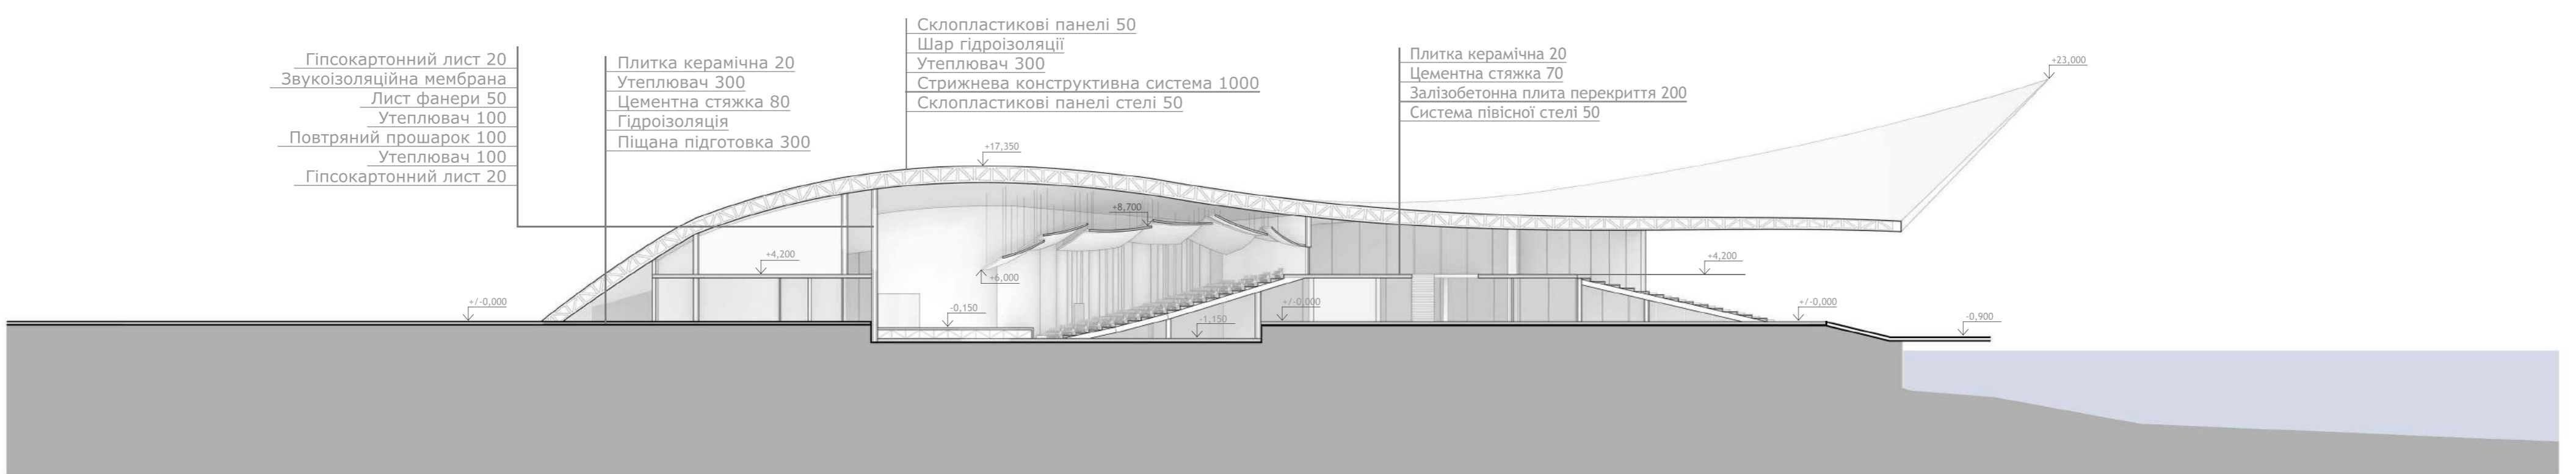 Гіпсокартонний лист 20
Звукоізоляційна мембрана
Лист фанери 50
Утеплювач 100
Повтряний прошарок 100
Утеплювач 100
Гіпсокартонний лист 20
Плитка керамічна 20
Утеплювач 300
Цементна стяжка 80
Гідроізоляція
Піщана підготовка 300
Склопластикові панелі 50
Шар гідроізоляції
Утеплювач 300
Стрижнева конструктивна система 1000
Склопластикові панелі стелі 50
Плитка керамічна 20
Цементна стяжка 70
Залізобетонна плита перекриття 200
Система півісної стелі 50
+23,000
+17,350
+8,700
+4,200
+6,000
+4,200
+/-0,000
-0,150
+/-0,000
-1,150
+/-0,000
-0,900